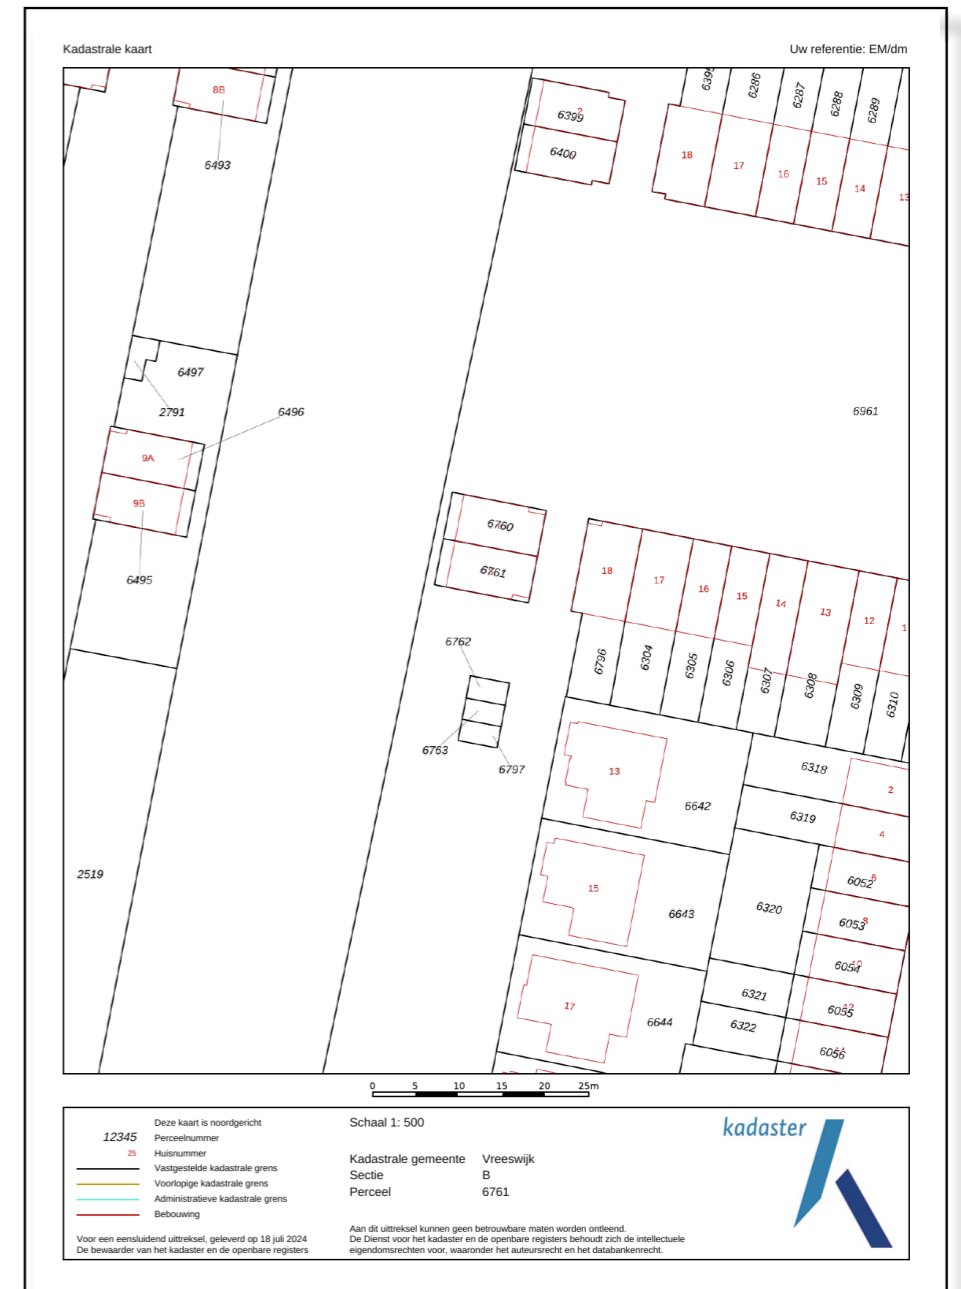 Kadastrale kaart
Uw referentie: EM/dm
8B
6493
6399
2
6400
6286
6287
6288
6289
18
17
16
15
14
13
6497
2791
6496
9A
9B
6495
6961
6760
6761
18
17
16
15
14
13
12
6796
6304
6305
6306
6307
6308
6309
6310
6762
6763
6797
13
6642
6318
2
6319
4
15
6643
6320
6052
6
6053
8
6054
10
6055
12
6056
17
6644
6321
6322
2519
0 5 10 15 20 25m
Deze kaart is noordgericht
12345 Perceelnummer
25 Huisnummer
Vastgestelde kadastrale grens
Voorlopige kadastrale grens
Administratieve kadastrale grens
Bebouwing
Voor een eensluidend uittreksel, geleverd op 18 juli 2024
De bewaarder van het kadaster en de openbare registers
Schaal 1: 500
Kadastrale gemeente Vreeswijk
Sectie B
Perceel 6761
Aan dit uittreksel kunnen geen betrouwbare maten worden ontleend.
De Dienst voor het kadaster en de openbare registers behoudt zich de intellectuele
eigendomsrechten voor, waaronder het auteursrecht en het databankenrecht.
kadaster